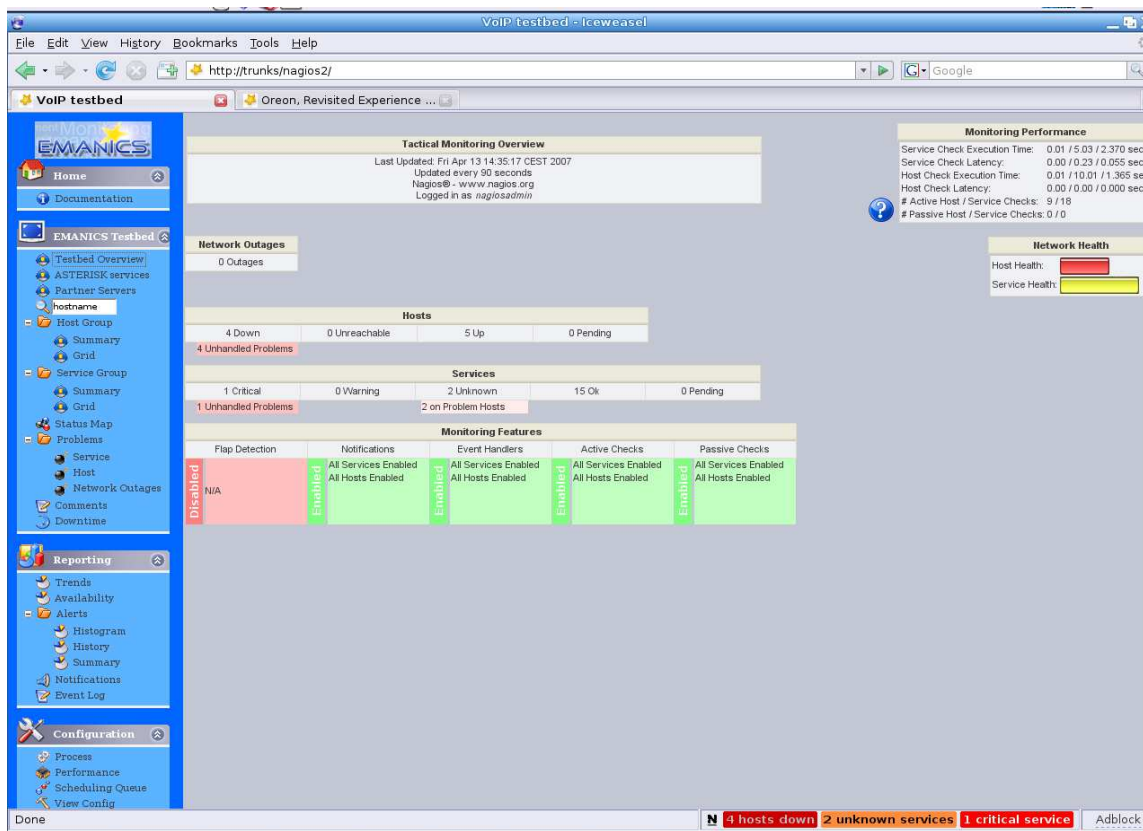 VoIP testbed - Iceweasel
File Edit View History Bookmarks Tools Help
http://trunks/nagios2/
G Google
VoIP testbed
Oreon, Revisited Experience ...
EMANICS
Home
Documentation
EMANICS Testbed
Testbed Overview
ASTERISK services
Partner Servers
hostname
Host Group
Summary
Grid
Service Group
Summary
Grid
Status Map
Problems
Service
Host
Network Outages
Comments
Downtime
Reporting
Trends
Availability
Alerts
Histogram
History
Summary
Notifications
Event Log
Configuration
Process
Performance
Scheduling Queue
View Config
Tactical Monitoring Overview
Last Updated: Fri Apr 13 14:35:17 CEST 2007
Updated every 90 seconds
Nagios® - www.nagios.org
Logged in as nagiosadmin
Monitoring Performance
Service Check Execution Time: 0.01 / 5.03 / 2.370 sec
Service Check Latency: 0.00 / 0.23 / 0.055 sec
Host Check Execution Time: 0.01 / 10.01 / 1.365 se
Host Check Latency: 0.00 / 0.00 / 0.000 sec
# Active Host / Service Checks: 9 / 18
# Passive Host / Service Checks: 0 / 0
Network Outages
0 Outages
Network Health
Host Health:
Service Health:
Hosts
4 Down 0 Unreachable 5 Up 0 Pending
4 Unhandled Problems
Services
1 Critical 0 Warning 2 Unknown 15 Ok 0 Pending
1 Unhandled Problems 2 on Problem Hosts
Monitoring Features
Flap Detection Notifications Event Handlers Active Checks Passive Checks
Disabled
N/A
Enabled
All Services Enabled
All Hosts Enabled
Enabled
All Services Enabled
All Hosts Enabled
Enabled
All Services Enabled
All Hosts Enabled
Enabled
All Services Enabled
All Hosts Enabled
Done
N 4 hosts down 2 unknown services 1 critical service Adblock